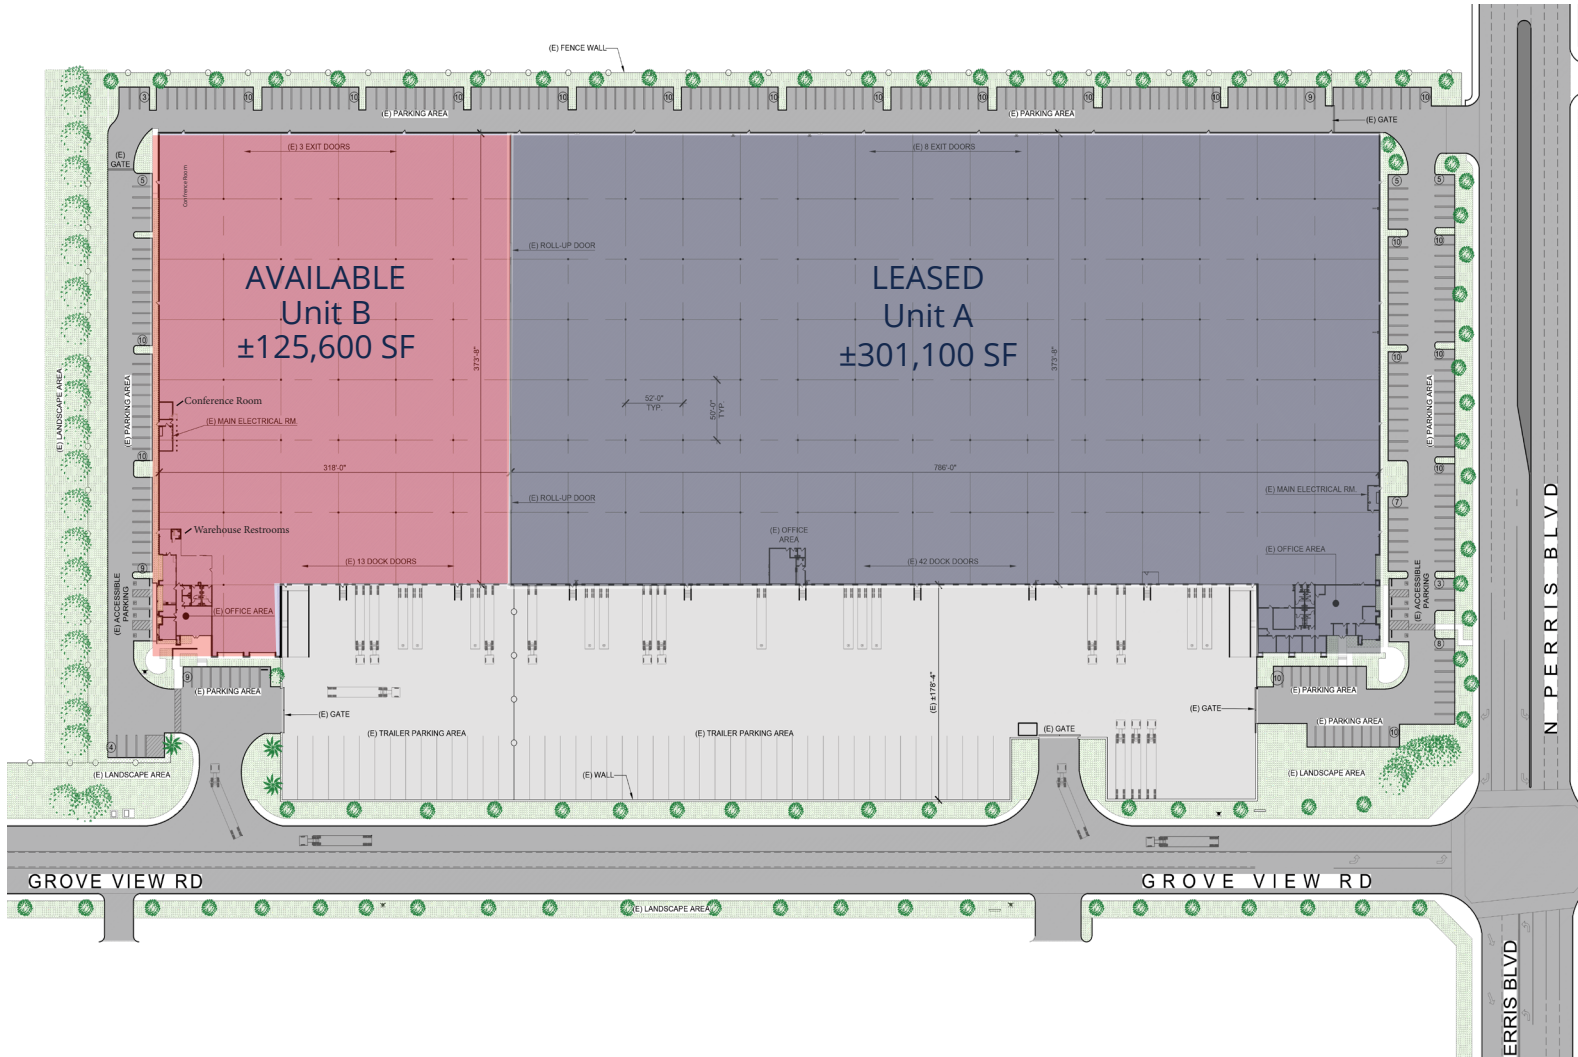 (E) FENCE WALL
3
10
10
10
10
10
10
10
10
10
10
9
10
(E) PARKING AREA
(E) PARKING AREA
(E) GATE
(E)
GATE
(E) 3 EXIT DOORS
(E) 8 EXIT DOORS
Confrence Room
5
5
5
(E) ROLL-UP DOOR
10
10
AVAILABLE
Unit B
±125,600 SF
LEASED
Unit A
±301,100 SF
373'-8"
373'-8"
10
10
10
52'-0"
TYP.
50'-0"
TYP.
Conference Room
(E) MAIN ELECTRICAL RM.
(E) LANDSCAPE AREA
(E) PARKING AREA
(E) PARKING AREA
10
10
318'-0"
786'-0"
(E) ROLL-UP DOOR
(E) MAIN ELECTRICAL RM.
7
Warehouse Restrooms
(E) OFFICE
AREA
(E) OFFICE AREA
(E) 13 DOCK DOORS
(E) 42 DOCK DOORS
9
3
(E) ACCESSIBLE
PARKING
(E) ACCESSIBLE
PARKING
(E) OFFICE AREA
8
9
(E) PARKING AREA
10
(E) PARKING AREA
(E) ±178'-4"
(E) GATE
(E) GATE
(E) PARKING AREA
10
(E) TRAILER PARKING AREA
(E) TRAILER PARKING AREA
(E) GATE
4
(E) LANDSCAPE AREA
(E) WALL
(E) LANDSCAPE AREA
N PERRIS BLVD
GROVE VIEW RD
GROVE VIEW RD
(E) LANDSCAPE AREA
ERRIS BLVD